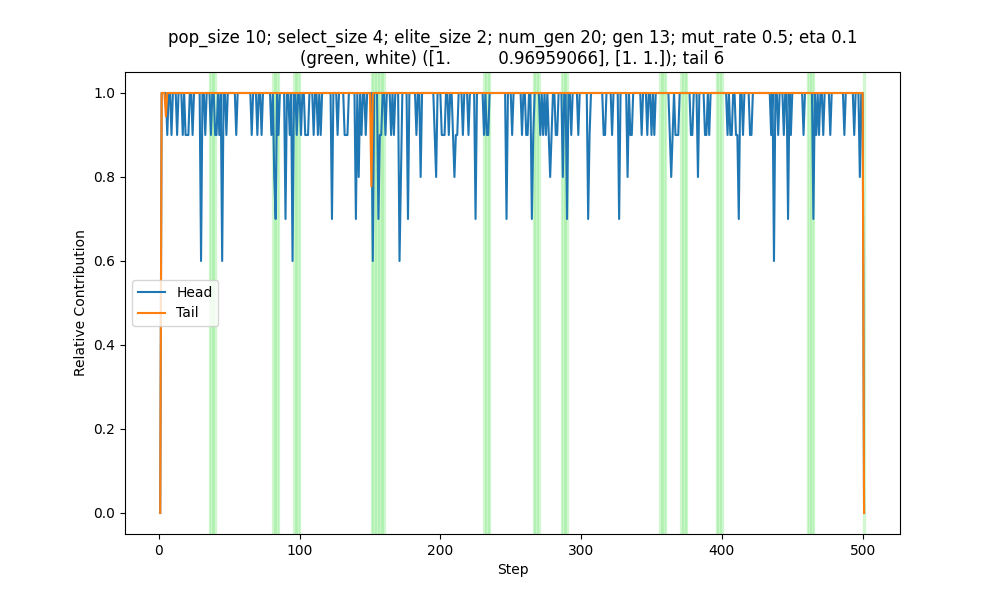 pop_size 10; select_size 4; elite_size 2; num_gen 20; gen 13; mut_rate 0.5; eta 0.1
(green, white) ([1.         0.96959066], [1. 1.]); tail 6
1.0
0.8
0.6
0.4
0.2
0.0
Relative Contribution
Head
Tail
0 100 200 300 400 500
Step